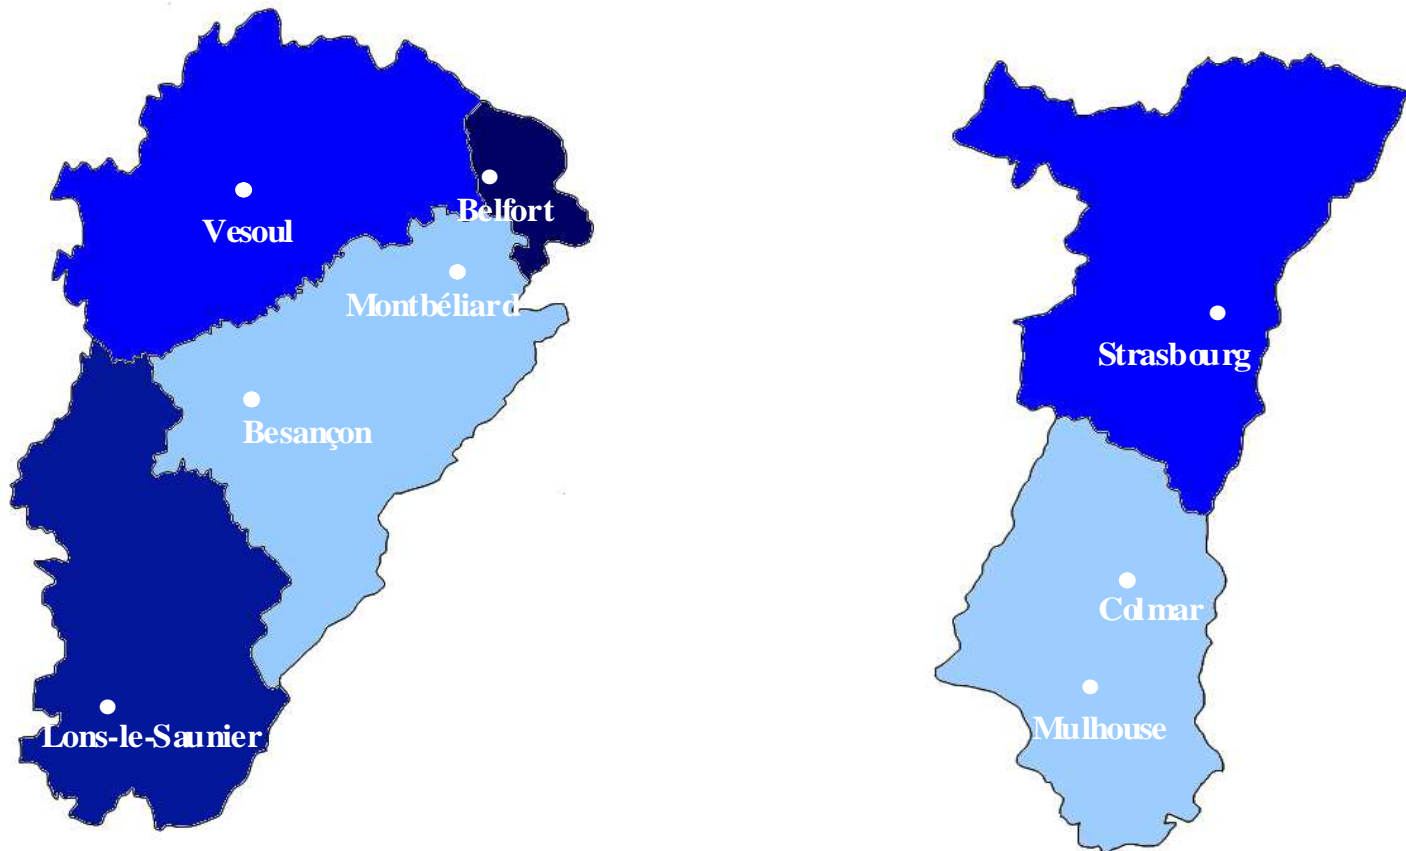 Belfort
Vesoul
Montbéliard
Strasbourg
Besançon
Colmar
Mulhouse
Lons-le-Saunier